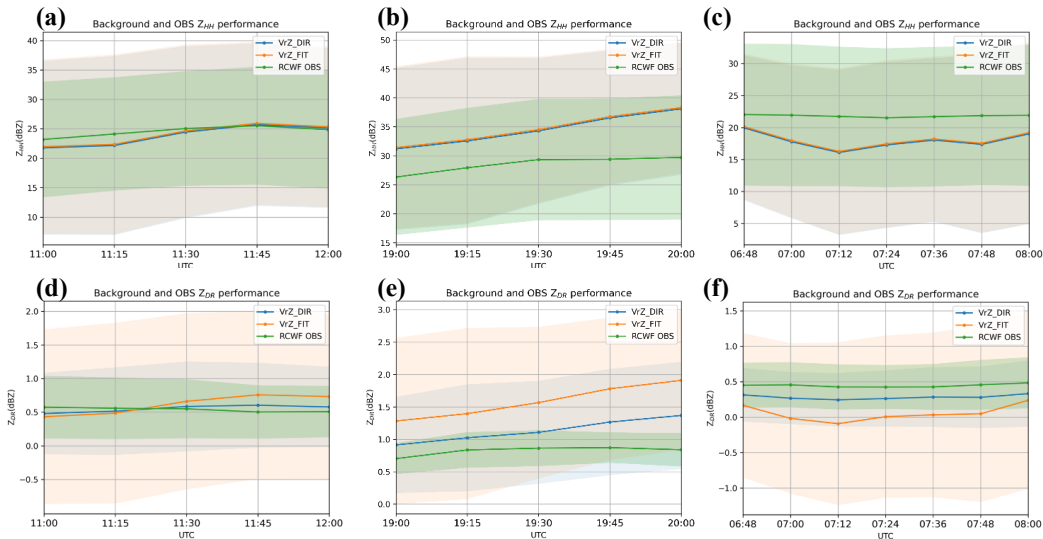 (a)
Background and OBS Z_HH performance
Z_HH(dBZ)
40
35
30
25
20
15
10
VrZ_DIR
VrZ_FIT
RCWF OBS
11:00 11:15 11:30 11:45 12:00
UTC
(b)
Background and OBS Z_HH performance
Z_HH(dBZ)
50
45
40
35
30
25
20
15
VrZ_DIR
VrZ_FIT
RCWF OBS
19:00 19:15 19:30 19:45 20:00
UTC
(c)
Background and OBS Z_HH performance
Z_HH(dBZ)
30
25
20
15
10
5
VrZ_DIR
VrZ_FIT
RCWF OBS
06:48 07:00 07:12 07:24 07:36 07:48 08:00
UTC
(d)
Background and OBS Z_DR performance
Z_DR(dBZ)
2.0
1.5
1.0
0.5
0.0
−0.5
VrZ_DIR
VrZ_FIT
RCWF OBS
11:00 11:15 11:30 11:45 12:00
UTC
(e)
Background and OBS Z_DR performance
3.0
2.5
2.0
1.5
1.0
0.5
0.0
VrZ_DIR
VrZ_FIT
RCWF OBS
19:00 19:15 19:30 19:45 20:00
UTC
(f)
Background and OBS Z_DR performance
Z_DR(dBZ)
1.5
1.0
0.5
0.0
−0.5
−1.0
VrZ_DIR
VrZ_FIT
RCWF OBS
06:48 07:00 07:12 07:24 07:36 07:48 08:00
UTC